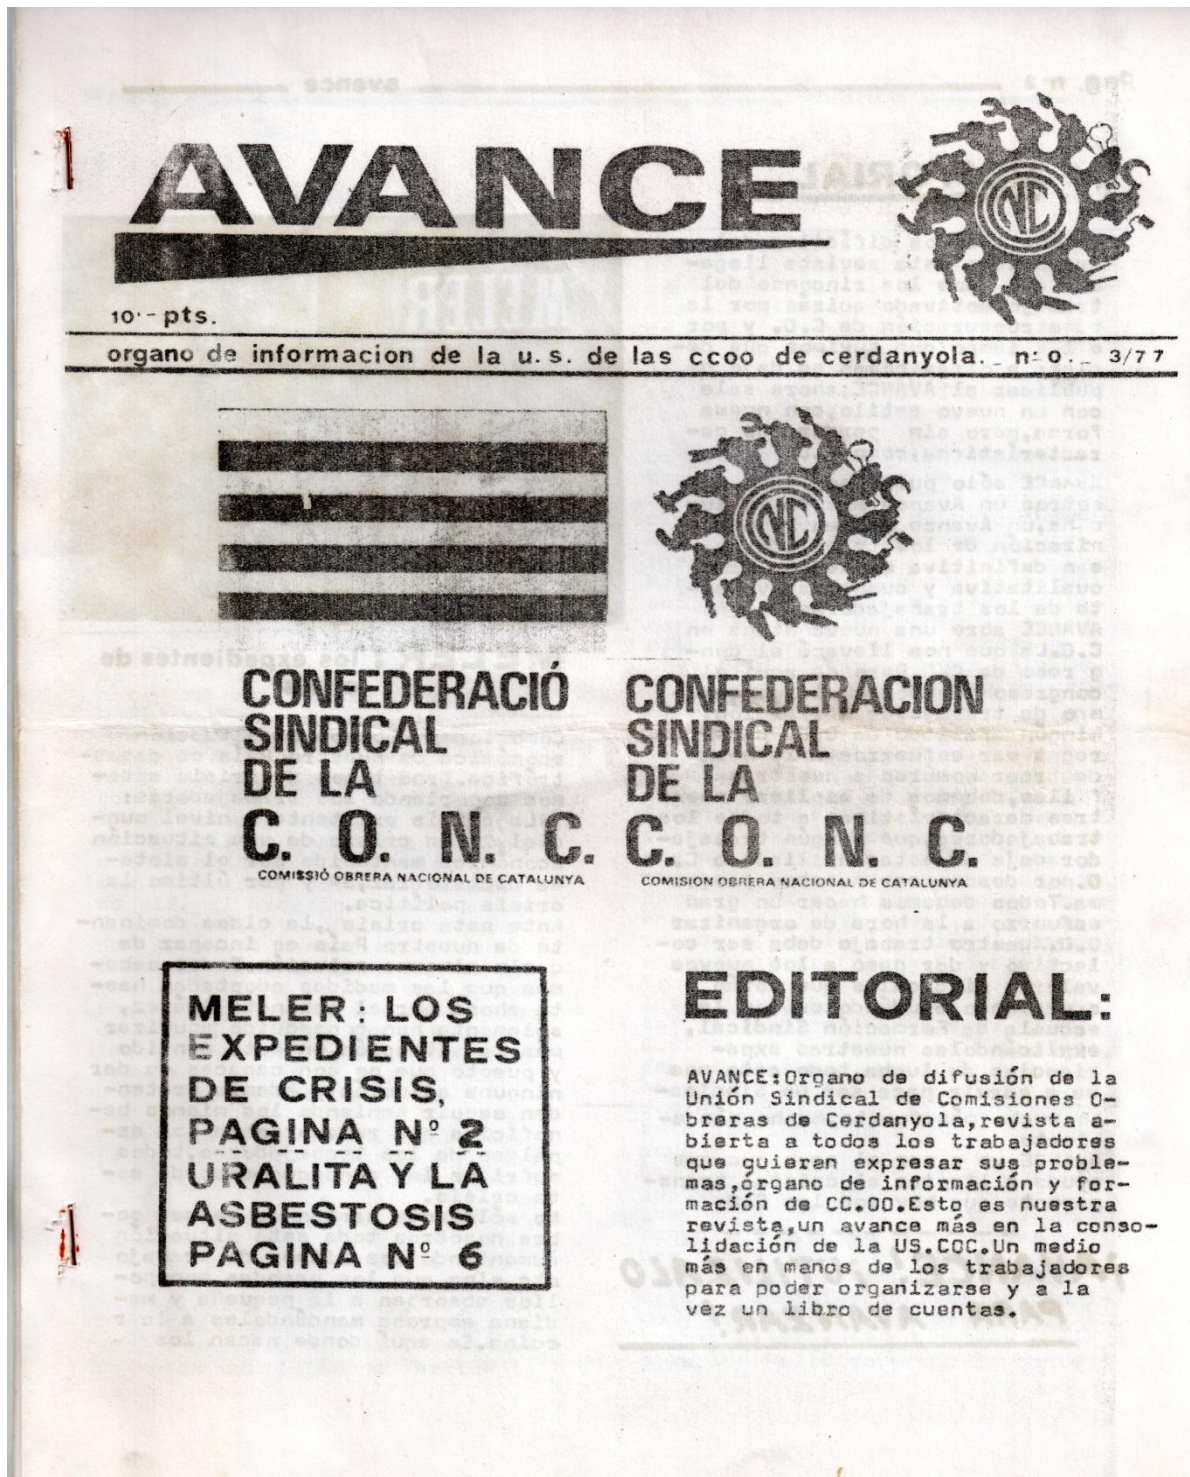 AVANCE
10'- pts.
organo de informacion de la u.s. de las ccoo de cerdanyola._ nº 0._ 3/77
CONFEDERACIÓ
SINDICAL
DE LA
C. O. N. C.
COMISSIÓ OBRERA NACIONAL DE CATALUNYA
CONFEDERACION
SINDICAL
DE LA
C. O. N. C.
COMISION OBRERA NACIONAL DE CATALUNYA
MELER: LOS
EXPEDIENTES
DE CRISIS,
PAGINA Nº 2
URALITA Y LA
ASBESTOSIS
PAGINA Nº 6
EDITORIAL:
AVANCE:Organo de difusión de la
Unión Sindical de Comisiones O-
breras de Cerdanyola,revista a-
bierta a todos los trabajadores
que quieran expresar sus proble-
mas,órgano de información y for-
mación de CC.OO.Esto es nuestra
revista,un avance más en la conso-
lidación de la US.COC.Un medio
más en manos de los trabajadores
para poder organizarse y a la
vez un libro de cuentas.